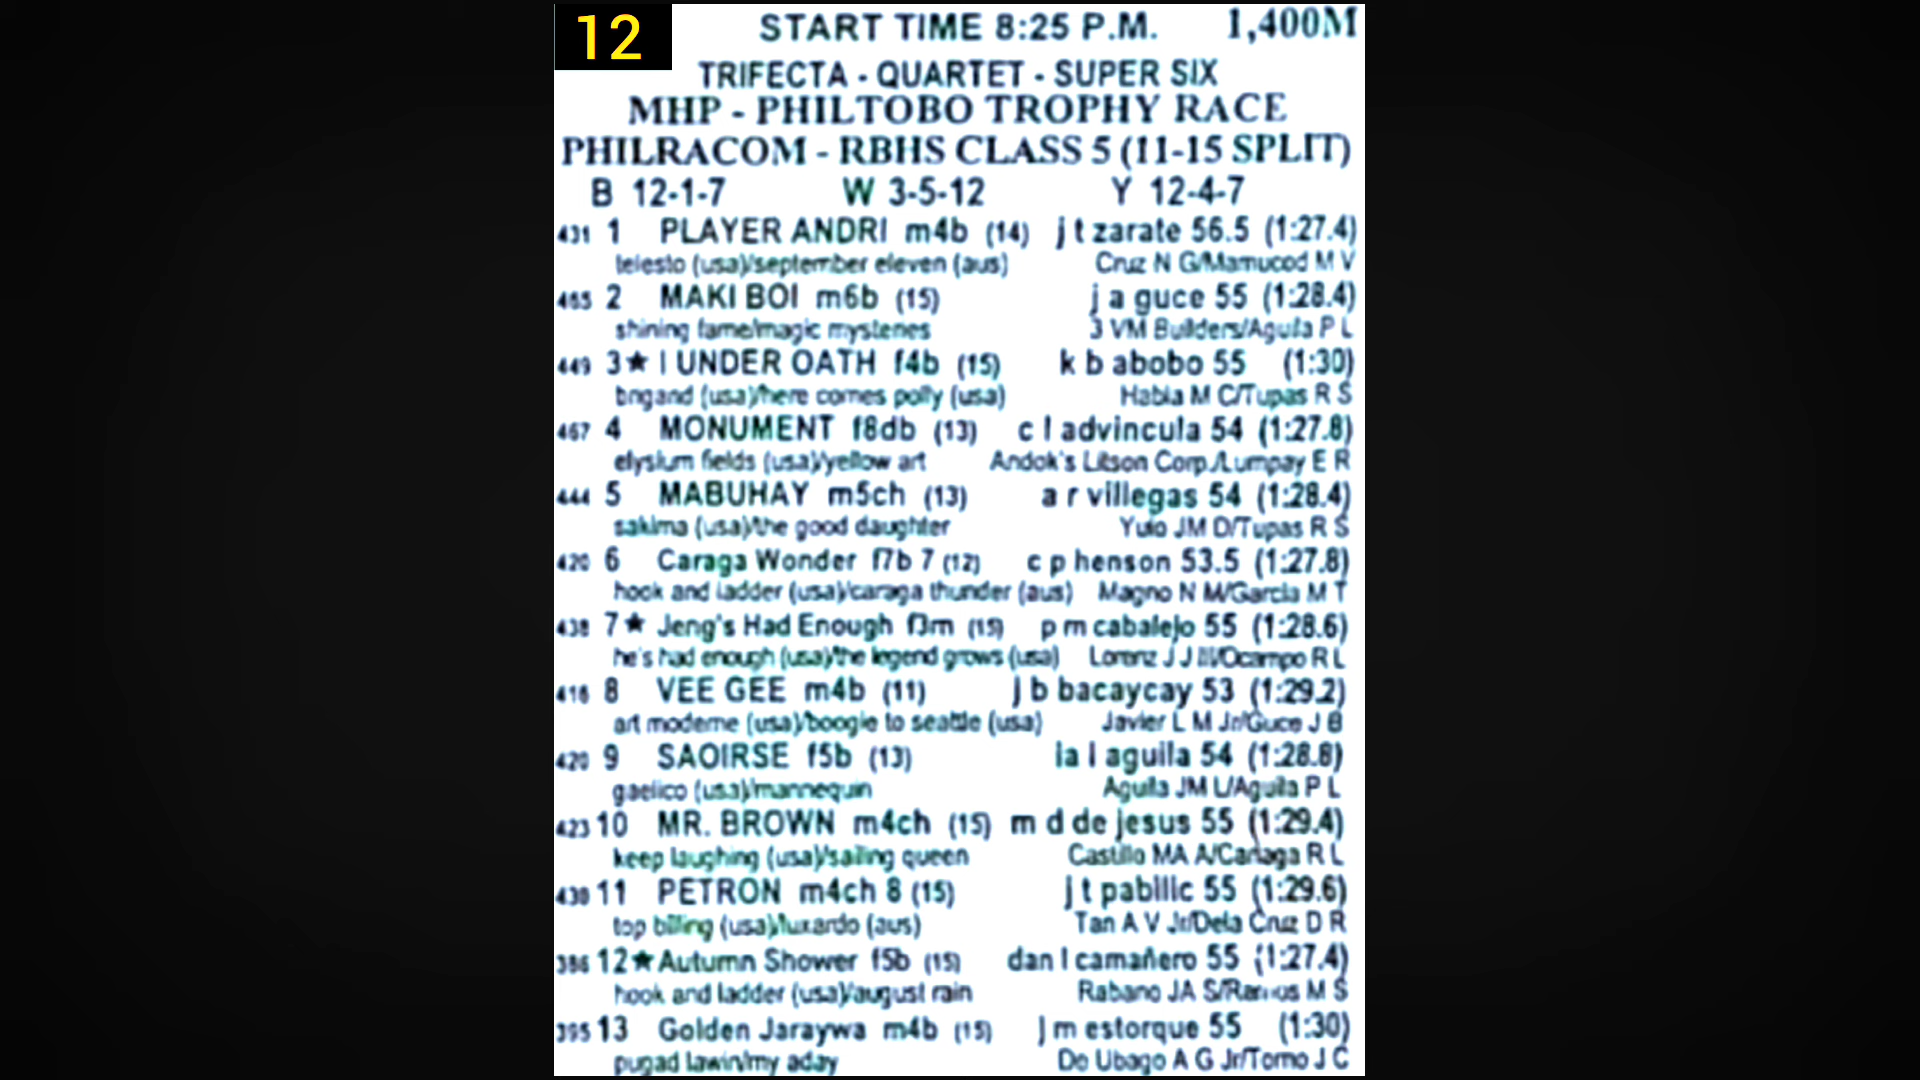 12 START TIME 8:25 P.M. 1,400M
TRIFECTA - QUARTET - SUPER SIX
MHP - PHILTOBO TROPHY RACE
PHILRACOM - RBHS CLASS 5 (11-15 SPLIT)
B 12-1-7 W 3-5-12 Y 12-4-7
431 1 PLAYER ANDRI m4b (14) j t zarate 56.5 (1:27.4)
telesto (usa)/september eleven (aus) Cruz N G/Mamucod M V
465 2 MAKI BOI m6b (15) j a guce 55 (1:28.4)
shining fame/magic mysteries 3 VM Builders/Aguila P L
449 3★ I UNDER OATH f4b (15) k b abobo 55 (1:30)
brigand (usa)/here comes polly (usa) Habla M C/Tupas R S
467 4 MONUMENT f8db (13) c l advincula 54 (1:27.8)
elysium fields (usa)/yellow art Andok's Litson Corp./Lumpay E R
444 5 MABUHAY m5ch (13) a r villegas 54 (1:28.4)
sakima (usa)/the good daughter Yulo JM D/Tupas R S
420 6 Caraga Wonder f7b 7 (12) c p henson 53.5 (1:27.8)
hook and ladder (usa)/caraga thunder (aus) Magno N M/Garcia M T
438 7★ Jeng's Had Enough f3m (15) p m cabalejo 55 (1:28.6)
he's had enough (usa)/the legend grows (usa) Lorenz J J III/Ocampo R L
416 8 VEE GEE m4b (11) j b bacaycay 53 (1:29.2)
art moderne (usa)/boogie to seattle (usa) Javier L M Jr/Guce J B
420 9 SAOIRSE f5b (13) ia l aguila 54 (1:28.8)
gaelico (usa)/mannequin Aguila JM L/Aguila P L
423 10 MR. BROWN m4ch (15) m d de jesus 55 (1:29.4)
keep laughing (usa)/sailing queen Castillo MA A/Cariaga R L
430 11 PETRON m4ch 8 (15) j t pabilic 55 (1:29.6)
top billing (usa)/luxardo (aus) Tan A V Jr/Dela Cruz D R
386 12★ Autumn Shower f5b (15) dan l camañero 55 (1:27.4)
hook and ladder (usa)/august rain Rabano JA S/Ramos M S
395 13 Golden Jaraywa m4b (15) j m estorque 55 (1:30)
pugad lawin/my aday De Ubago A G Jr/Torno J C